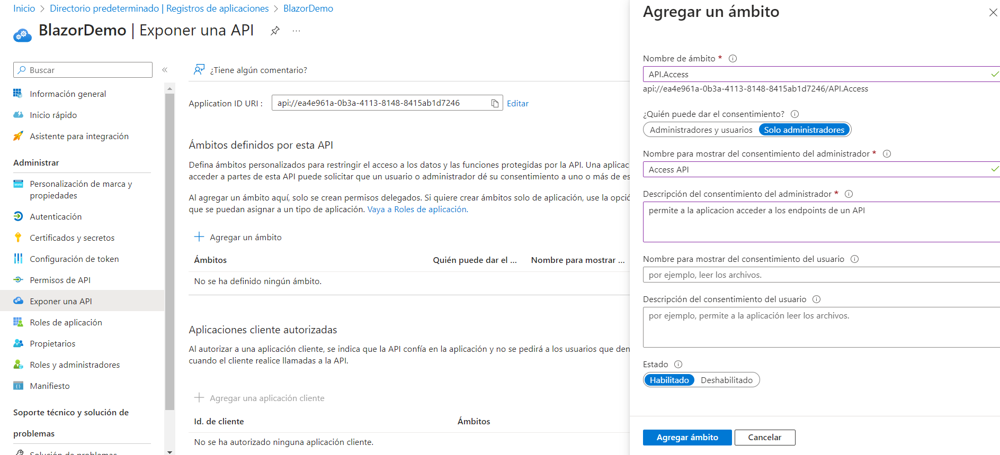 Inicio > Directorio predeterminado | Registros de aplicaciones > BlazorDemo
BlazorDemo | Exponer una API
Buscar
Información general
Inicio rápido
Asistente para integración
Administrar
Personalización de marca y
propiedades
Autenticación
Certificados y secretos
Configuración de token
Permisos de API
Exponer una API
Roles de aplicación
Propietarios
Roles y administradores
Manifiesto
Soporte técnico y solución de
problemas
Solución de problemas
¿Tiene algún comentario?
Application ID URI :
api://ea4e961a-0b3a-4113-8148-8415ab1d7246
Editar
Ámbitos definidos por esta API
Defina ámbitos personalizados para restringir el acceso a los datos y las funciones protegidas por la API. Una aplicac
acceder a partes de esta API puede solicitar que un usuario o administrador dé su consentimiento a uno o más de es
Al agregar un ámbito aquí, solo se crean permisos delegados. Si quiere crear ámbitos solo de aplicación, use la opció
que se puedan asignar a un tipo de aplicación. Vaya a Roles de aplicación.
Agregar un ámbito
Ámbitos Quién puede dar el ... Nombre para mostrar ...
No se ha definido ningún ámbito.
Aplicaciones cliente autorizadas
Al autorizar a una aplicación cliente, se indica que la API confía en la aplicación y no se pedirá a los usuarios que den
cuando el cliente realice llamadas a la API.
Agregar una aplicación cliente
Id. de cliente Ámbitos
No se ha autorizado ninguna aplicación cliente.
Agregar un ámbito
Nombre de ámbito *
API.Access
api://ea4e961a-0b3a-4113-8148-8415ab1d7246/API.Access
¿Quién puede dar el consentimiento?
Administradores y usuarios Solo administradores
Nombre para mostrar del consentimiento del administrador *
Access API
Descripción del consentimiento del administrador *
permite a la aplicacion acceder a los endpoints de un API
Nombre para mostrar del consentimiento del usuario
por ejemplo, leer los archivos.
Descripción del consentimiento del usuario
por ejemplo, permite a la aplicación leer los archivos.
Estado
Habilitado Deshabilitado
Agregar ámbito Cancelar